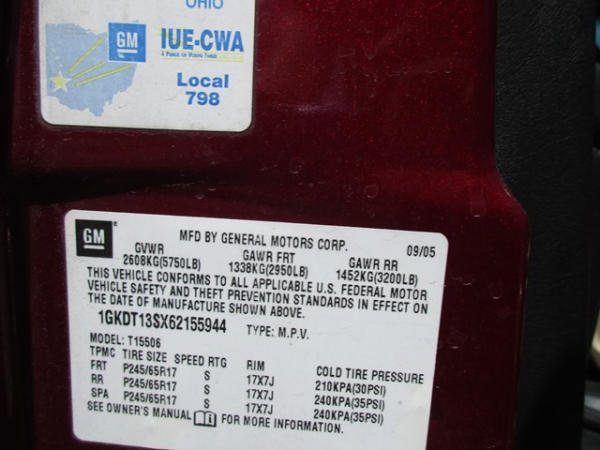 OHIO
GM IUE-CWA
Local
798
GM
MFD BY GENERAL MOTORS CORP. 09/05
GVWR GAWR FRT GAWR RR
2608KG(5750LB) 1338KG(2950LB) 1452KG(3200LB)
THIS VEHICLE CONFORMS TO ALL APPLICABLE U.S. FEDERAL MOTOR
VEHICLE SAFETY AND THEFT PREVENTION STANDARDS IN EFFECT ON
THE DATE OF MANUFACTURE SHOWN ABOVE.
1GKDT13SX62155944 TYPE: M.P.V.
MODEL: T15506
TPMC TIRE SIZE SPEED RTG RIM COLD TIRE PRESSURE
FRT P245/65R17 S 17X7J 210KPA(30PSI)
RR P245/65R17 S 17X7J 240KPA(35PSI)
SPA P245/65R17 S 17X7J 240KPA(35PSI)
SEE OWNER'S MANUAL FOR MORE INFORMATION.